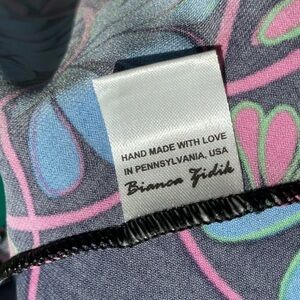 HAND MADE WITH LOVE
IN PENNSYLVANIA, USA
Bianca Fidik